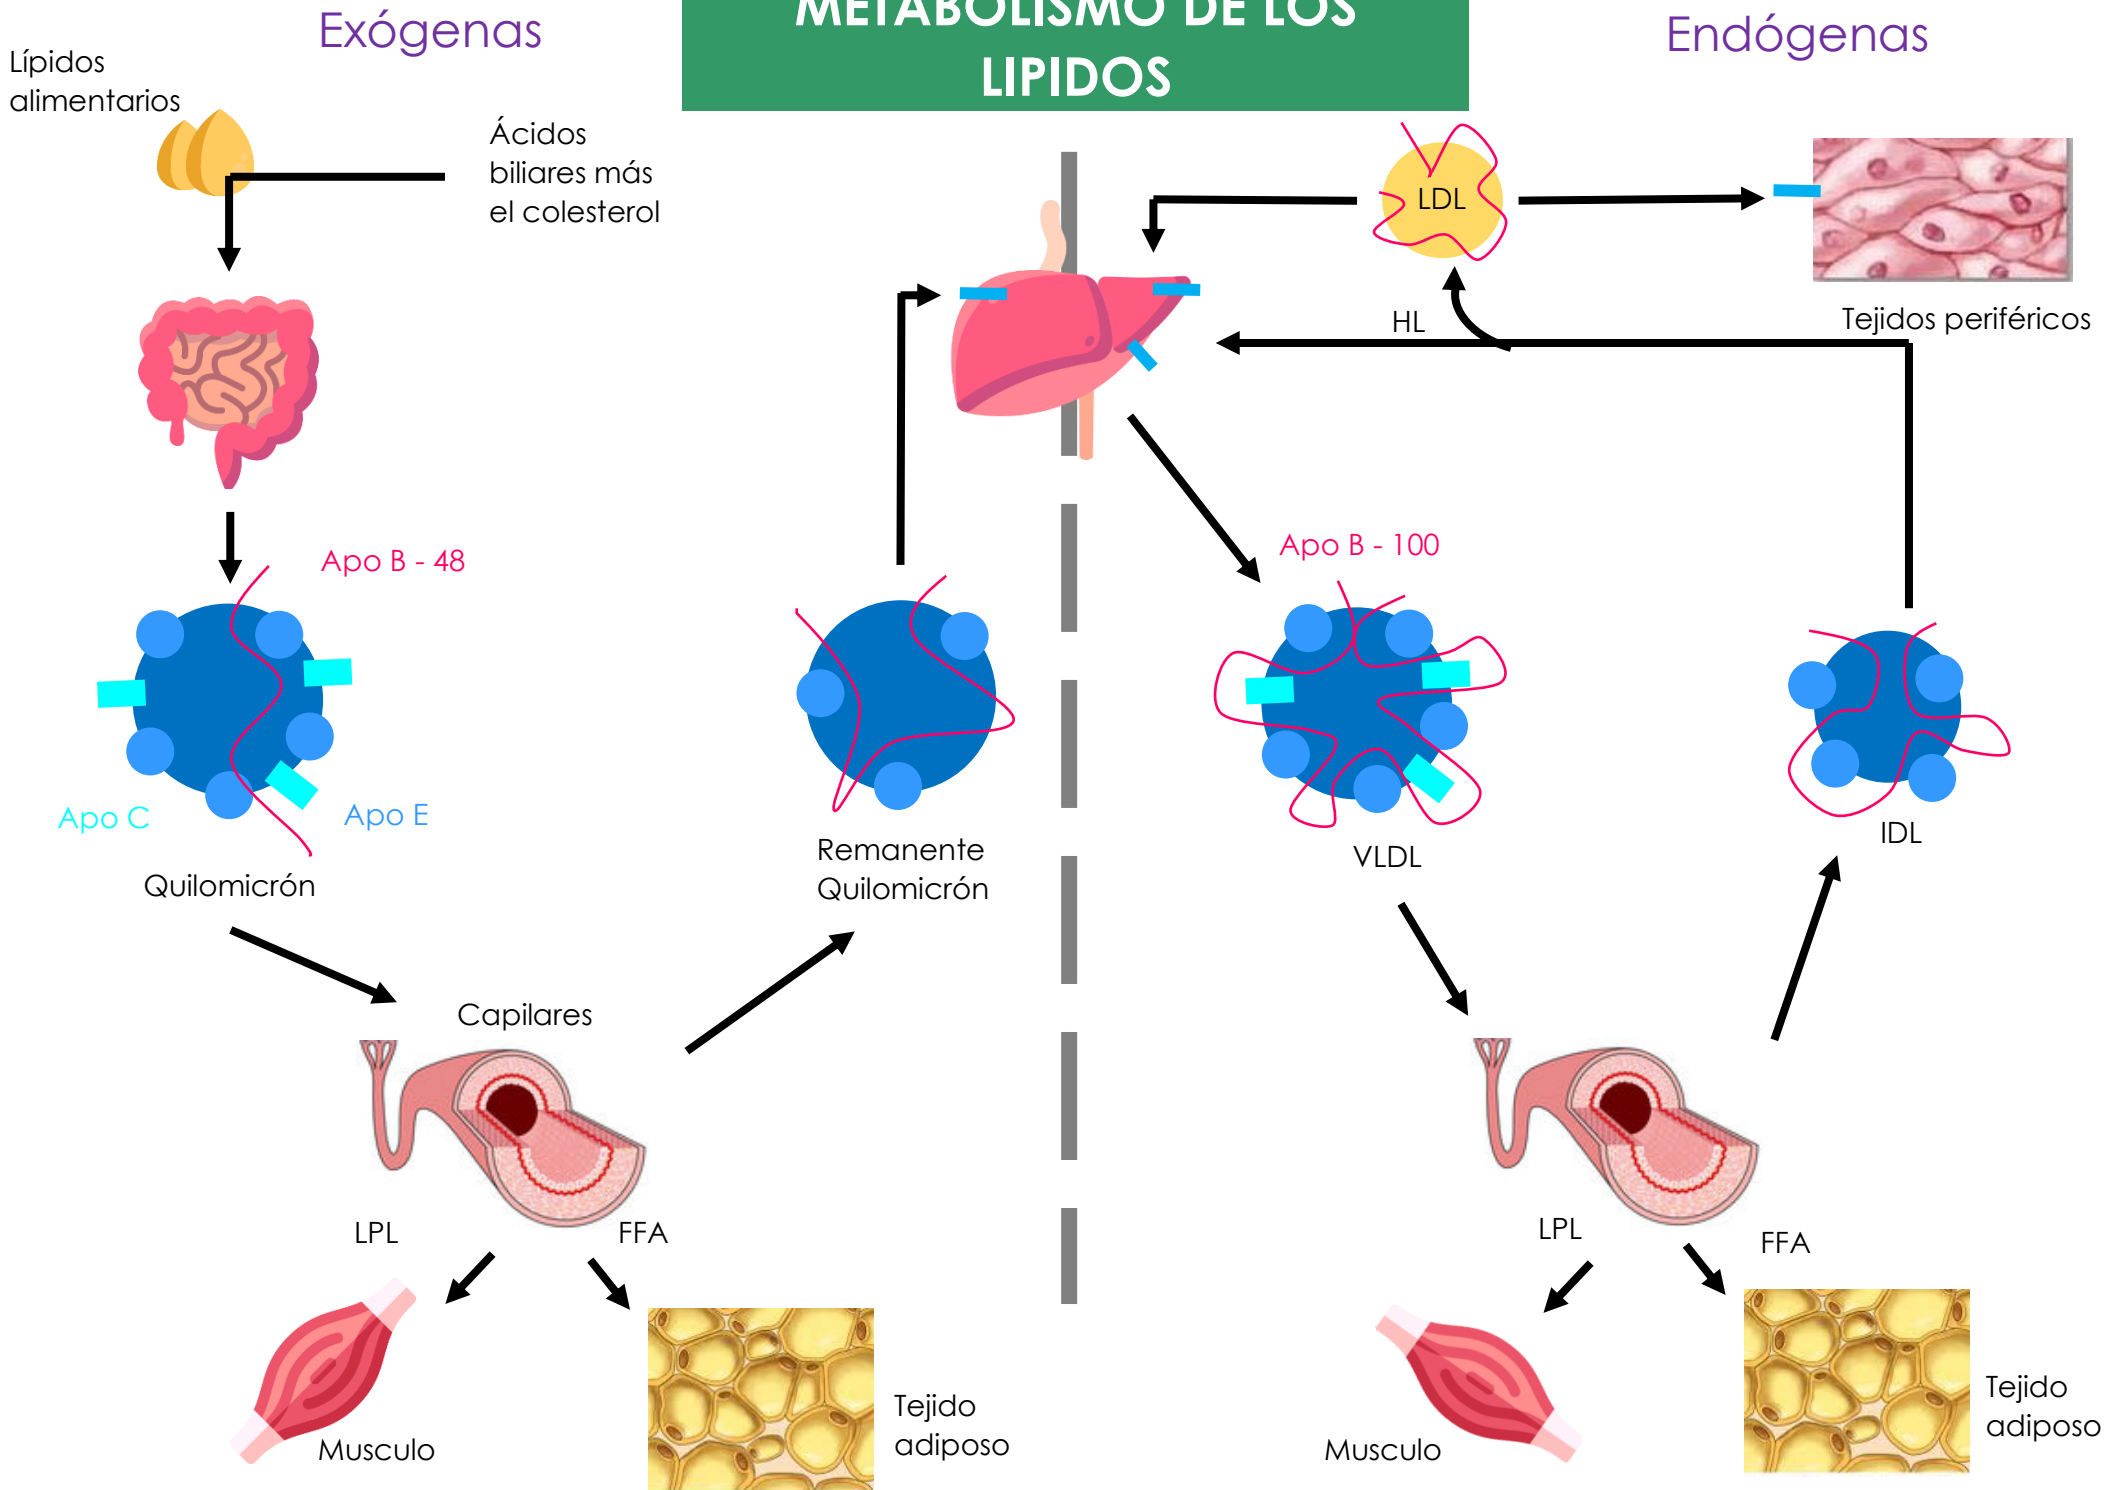 Exógenas
METABOLISMO DE LOS
LIPIDOS
Endógenas
Lípidos
alimentarios
Ácidos
biliares más
el colesterol
LDL
HL
Tejidos periféricos
Apo B - 48
Apo C
Apo E
Quilomicrón
Remanente
Quilomicrón
Apo B - 100
VLDL
IDL
Capilares
LPL
FFA
Musculo
Tejido
adiposo
LPL
FFA
Musculo
Tejido
adiposo